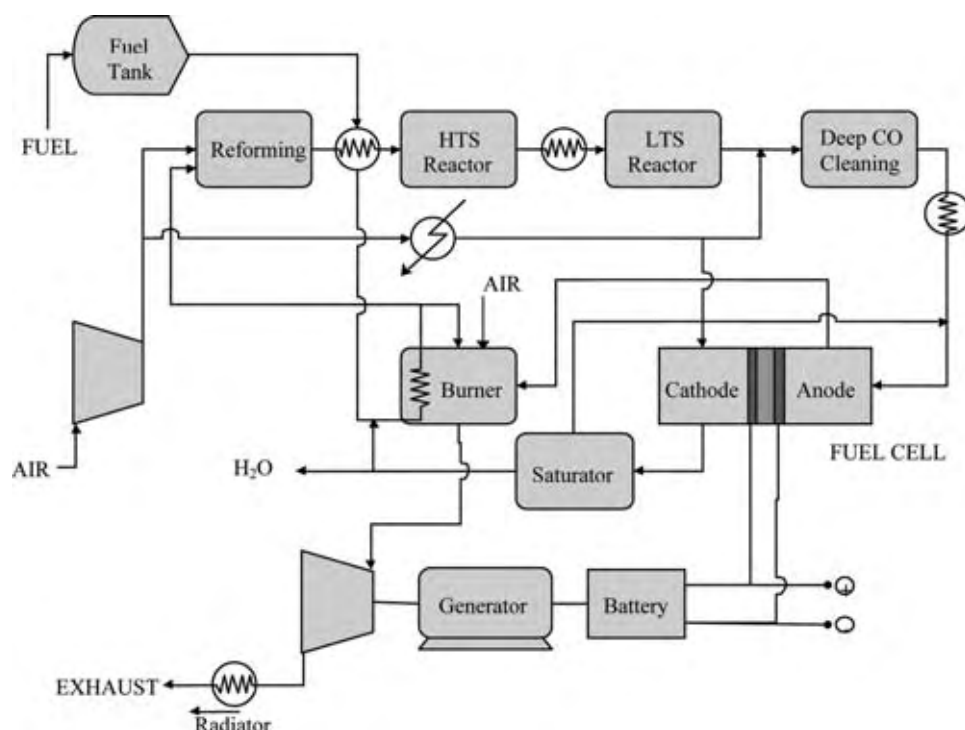 Fuel
Tank
FUEL
Reforming
HTS
Reactor
LTS
Reactor
Deep CO
Cleaning
AIR
Burner
Cathode
Anode
FUEL CELL
AIR
H₂O
Saturator
Generator
Battery
+
-
EXHAUST
Radiator